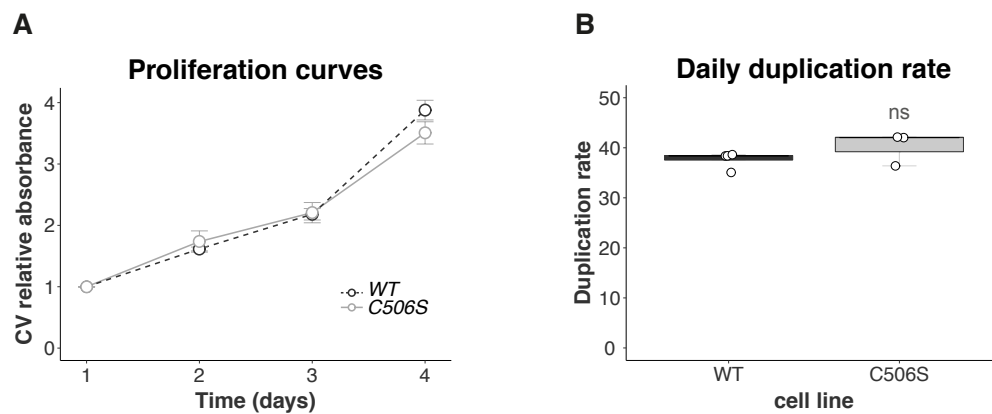 A
Proliferation curves
CV relative absorbance
4
3
2
1
0
WT
C506S
1 2 3 4
Time (days)
B
Daily duplication rate
Duplication rate
50
40
30
20
10
0
ns
WT C506S
cell line